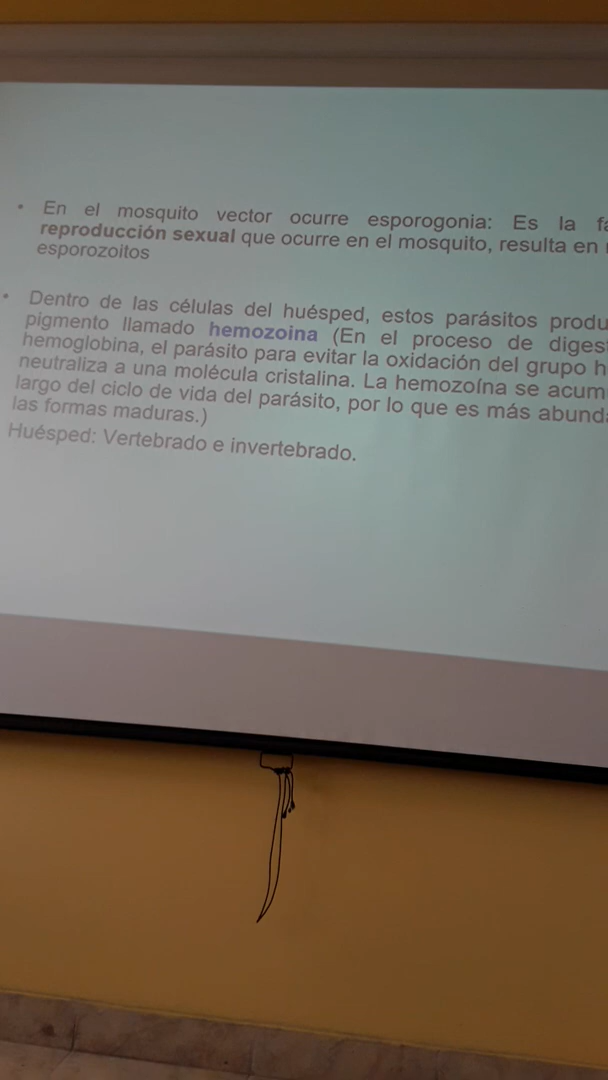 • En el mosquito vector ocurre esporogonia: Es la
reproducción sexual que ocurre en el mosquito, resulta en
esporozoitos
• Dentro de las células del huésped, estos parásitos
pigmento llamado hemozoina (En el proceso de
hemoglobina, el parásito para evitar la oxidación del grupo
neutraliza a una molécula cristalina. La hemozoína se
largo del ciclo de vida del parásito, por lo que es más
las formas maduras.)
Huésped: Vertebrado e invertebrado.